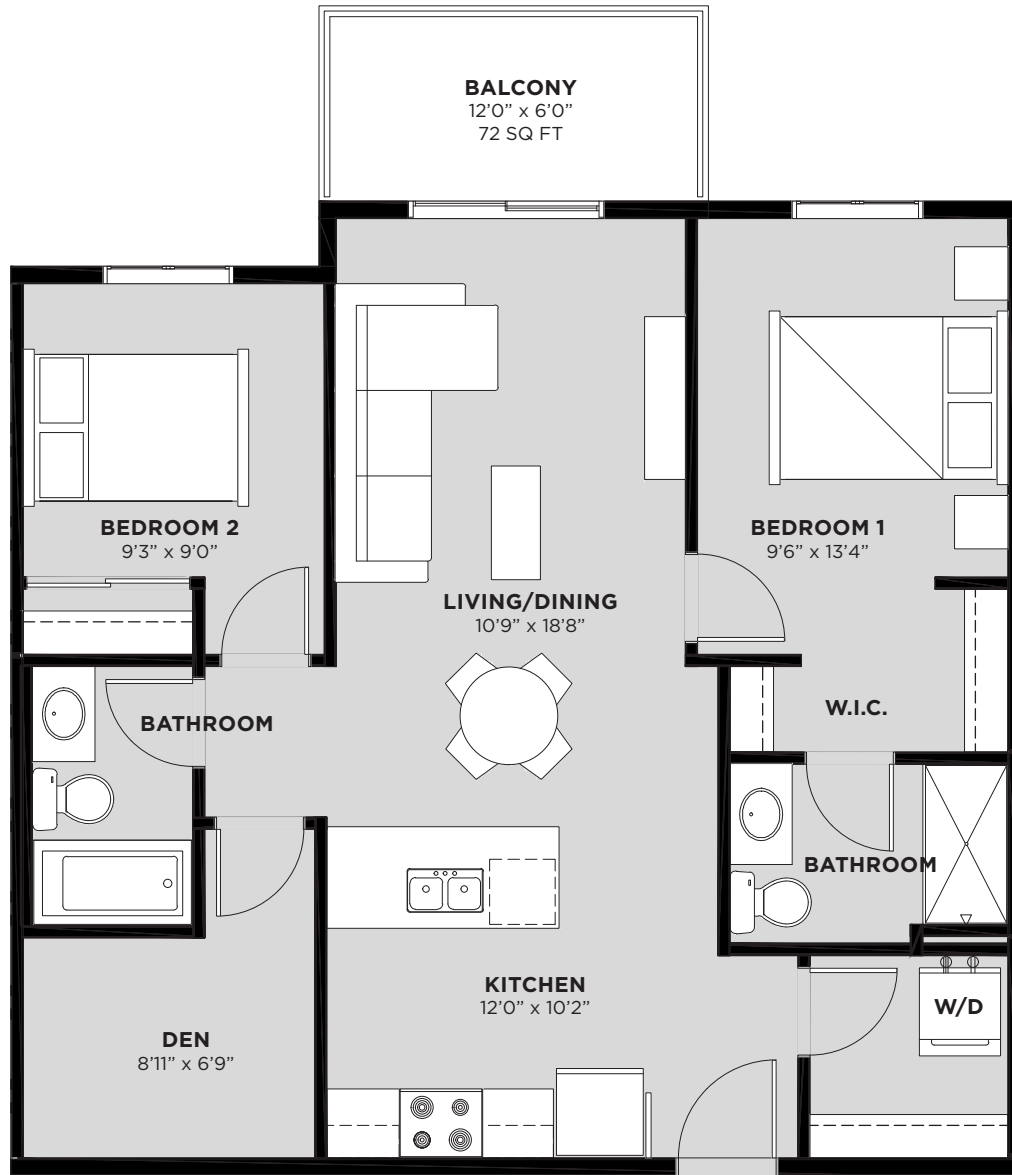 BALCONY
12’0” x 6’0”
72 SQ FT
BEDROOM 2
9’3” x 9’0”
BEDROOM 1
9’6” x 13’4”
LIVING/DINING
10’9” x 18’8”
W.I.C.
BATHROOM
BATHROOM
KITCHEN
12’0” x 10’2”
W/D
DEN
8’11” x 6’9”